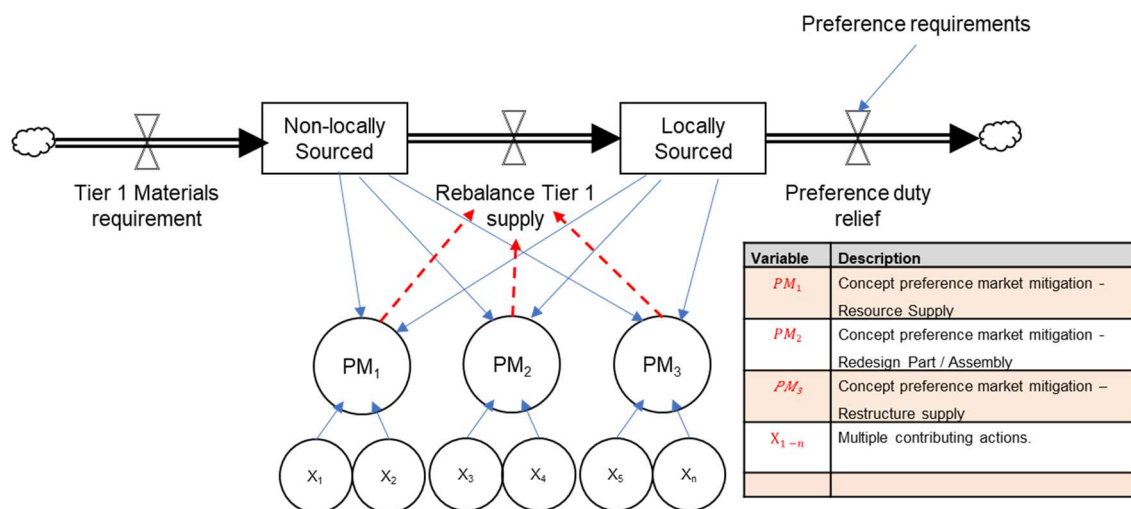 Preference requirements
Non-locally
Sourced
Locally
Sourced
Tier 1 Materials
requirement
Rebalance Tier 1
supply
Preference duty
relief
PM₁
PM₂
PM₃
X₁
X₂
X₃
X₄
X₅
Xₙ
Variable Description
PM₁ Concept preference market mitigation -
Resource Supply
PM₂ Concept preference market mitigation -
Redesign Part / Assembly
PM₃ Concept preference market mitigation –
Restructure supply
X₁₋ₙ Multiple contributing actions.